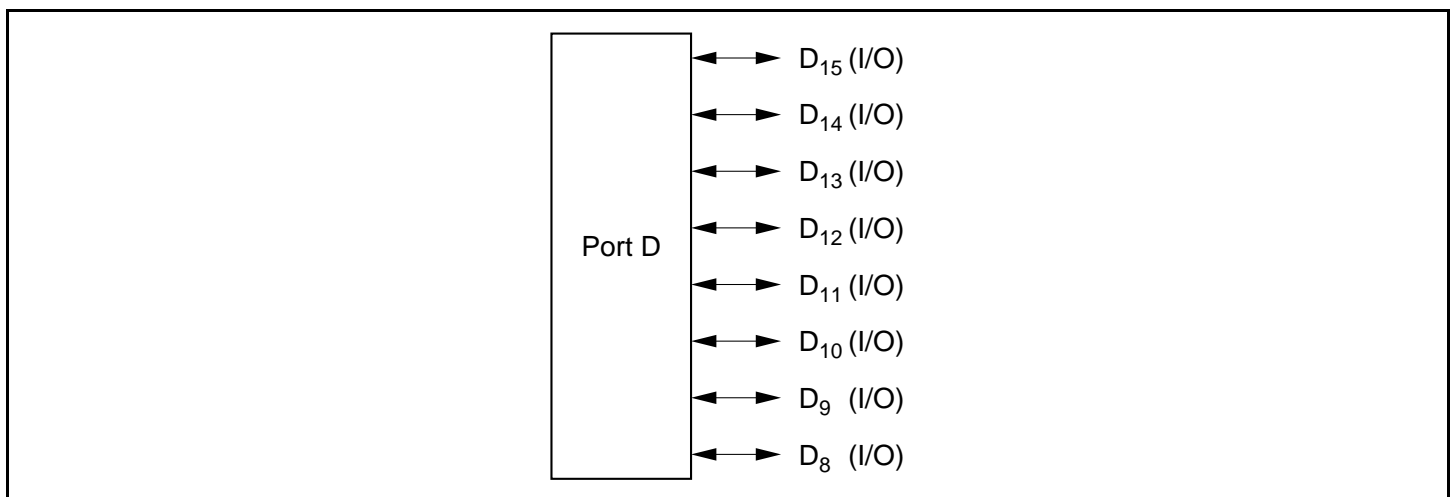 D15 (I/O)
D14 (I/O)
D13 (I/O)
D12 (I/O)
Port D
D11 (I/O)
D10 (I/O)
D9 (I/O)
D8 (I/O)